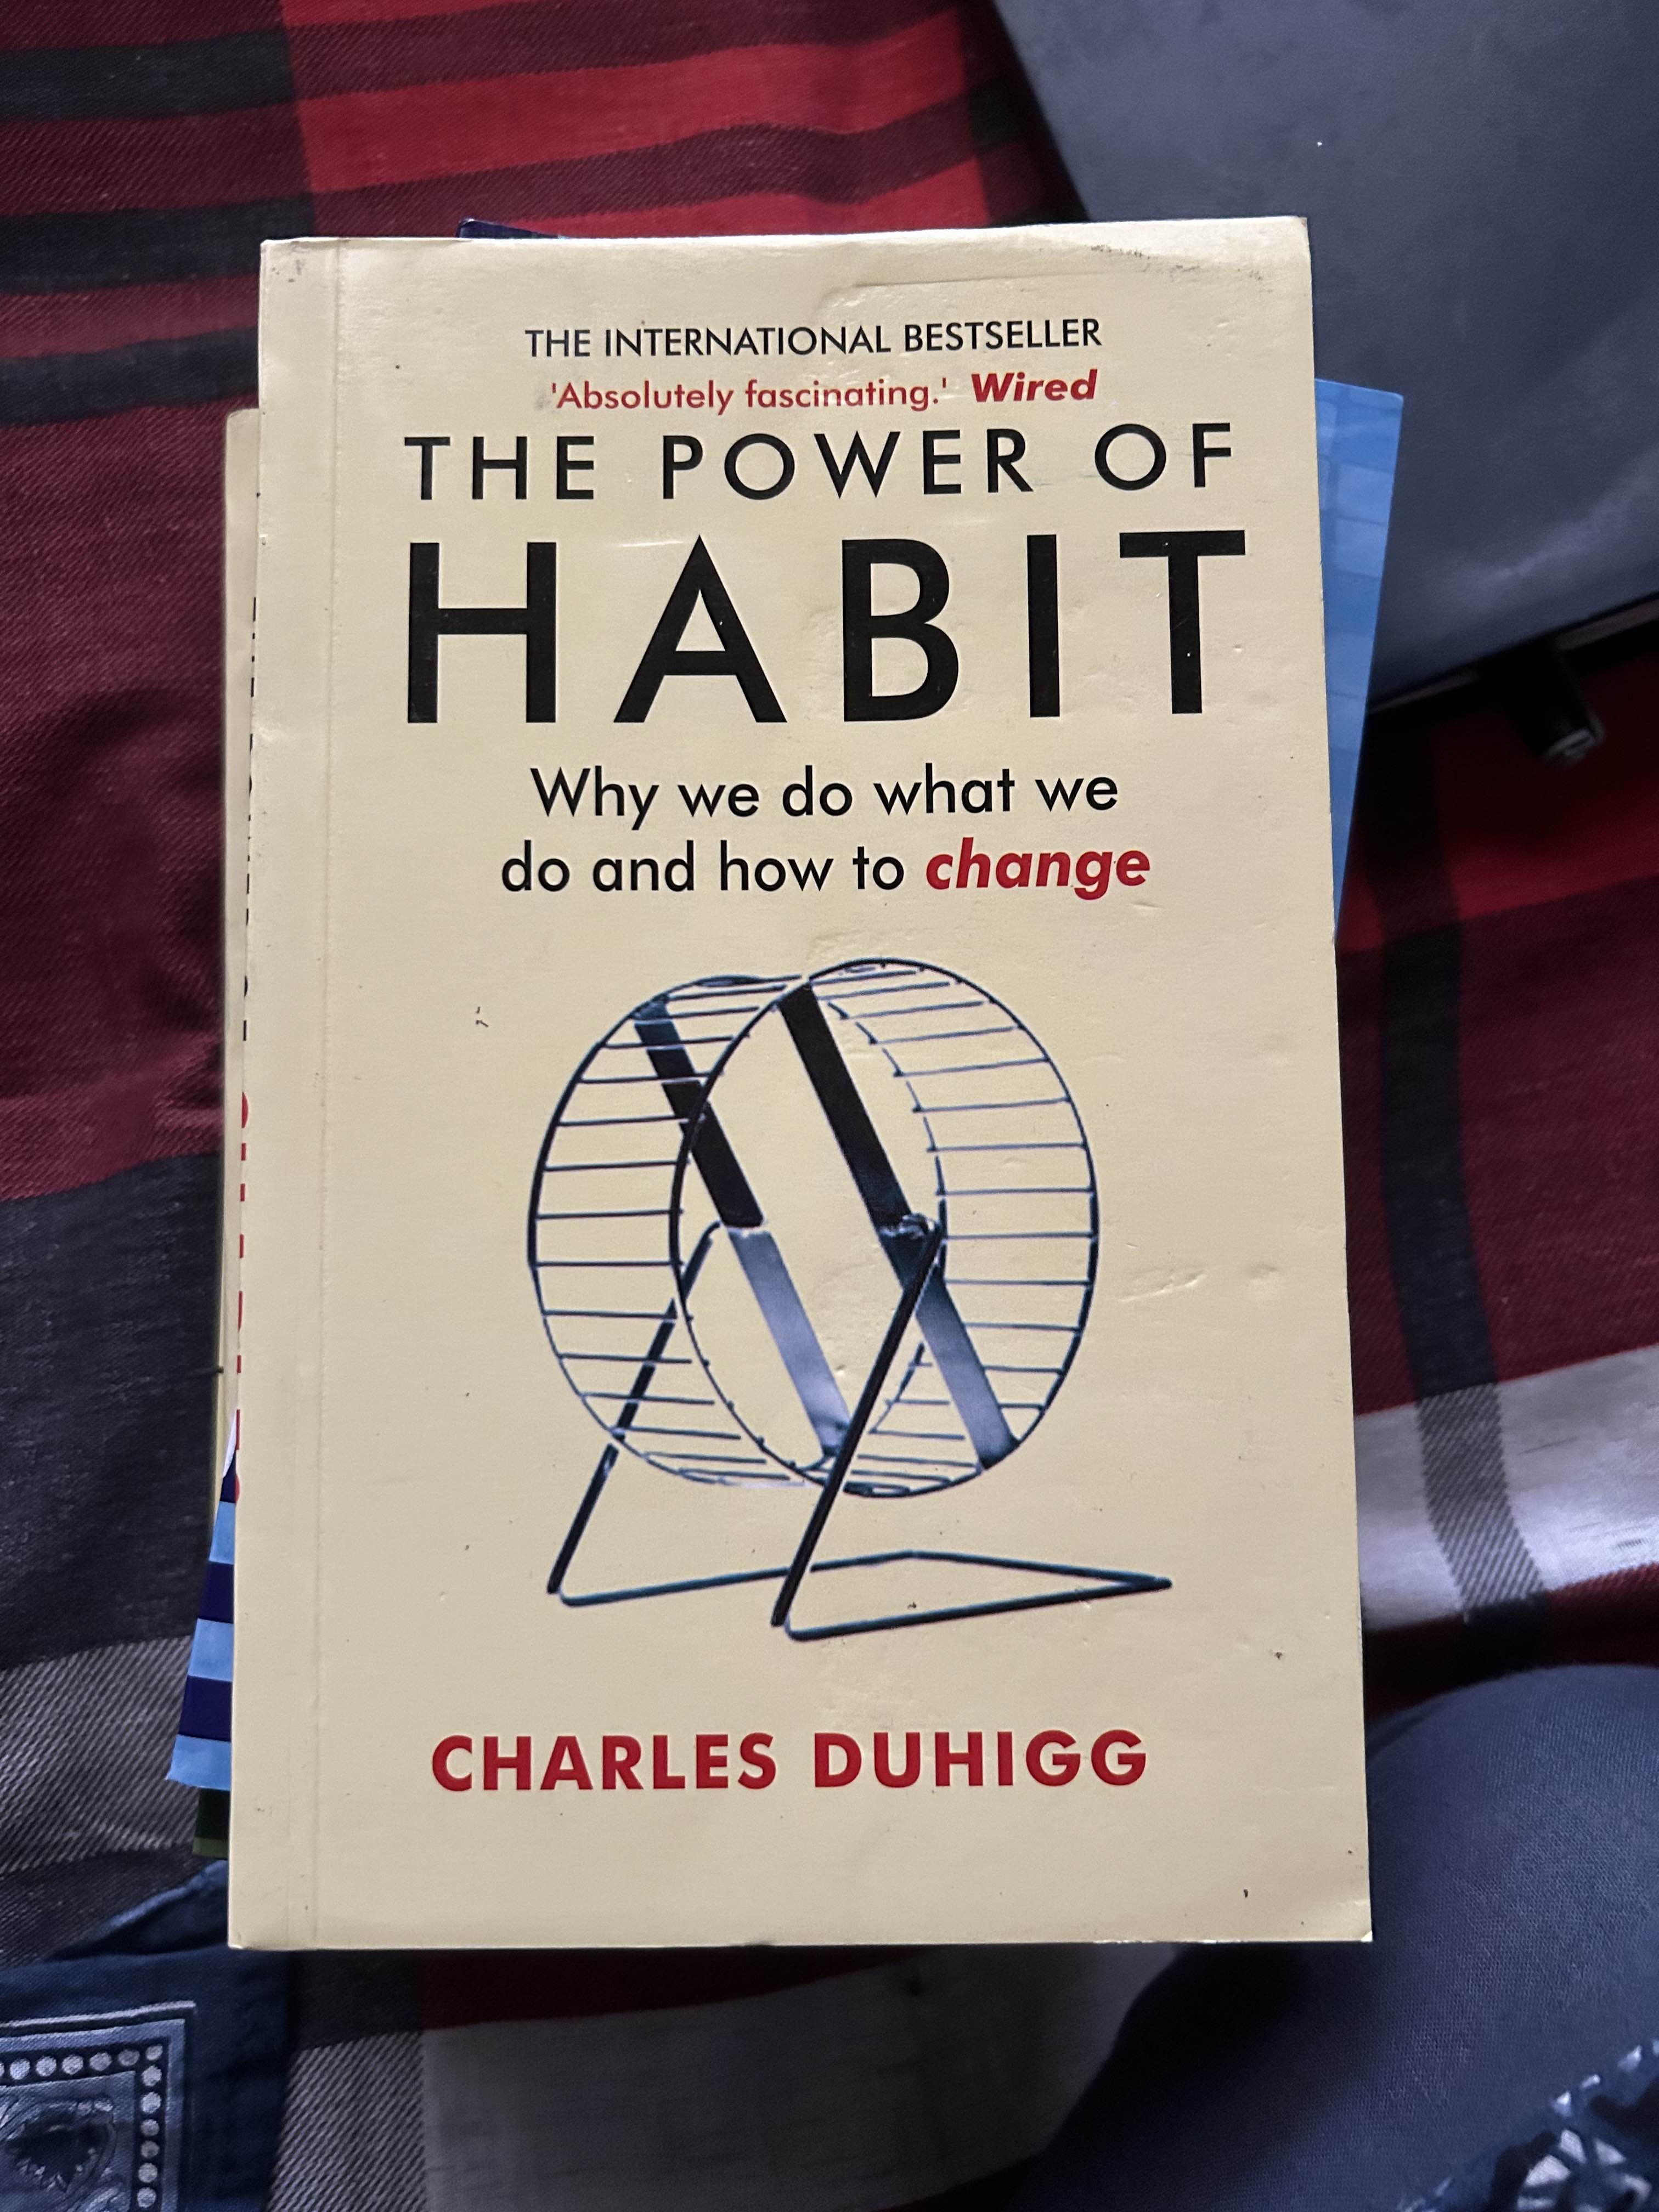 THE INTERNATIONAL BESTSELLER
'Absolutely fascinating.' Wired
THE POWER OF
HABIT
Why we do what we
do and how to change
CHARLES DUHIGG